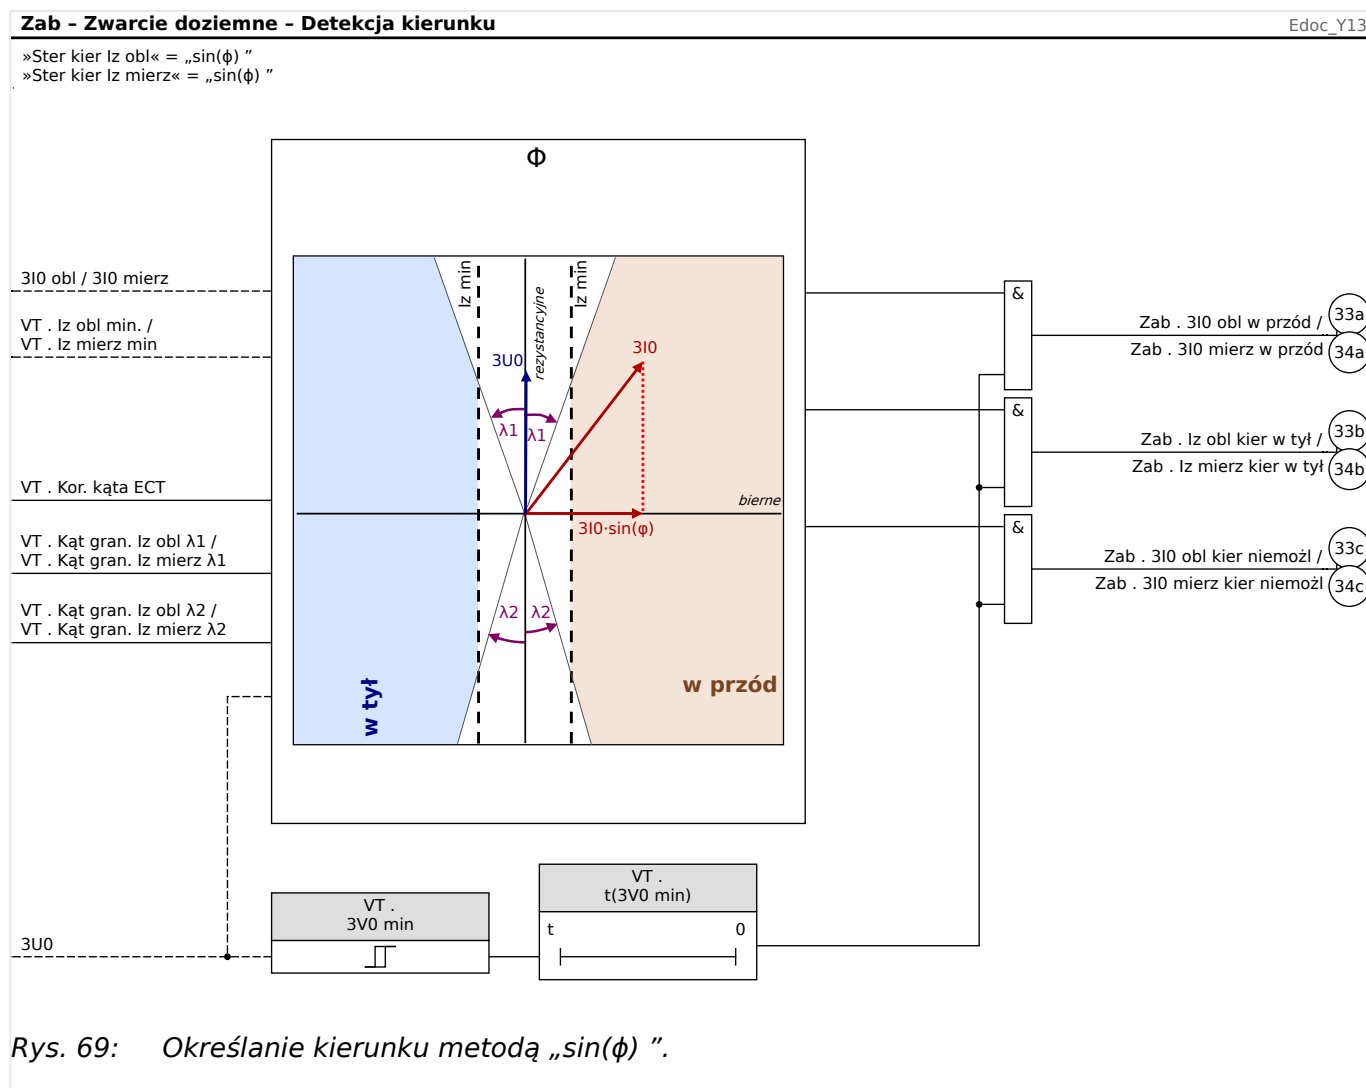 Zab – Zwarcie doziemne – Detekcja kierunku
Edoc_Y13
»Ster kier Iz obl« = „sin(ϕ) ”
»Ster kier Iz mierz« = „sin(ϕ) ”
Φ
3I0 obl / 3I0 mierz
VT . Iz obl min. /
VT . Iz mierz min
VT . Kor. kąta ECT
VT . Kąt gran. Iz obl λ1 /
VT . Kąt gran. Iz mierz λ1
VT . Kąt gran. Iz obl λ2 /
VT . Kąt gran. Iz mierz λ2
3U0
Iz min
rezystancyjne
Iz min
3U0
3I0
λ1
λ1
bierne
3I0·sin(φ)
λ2
λ2
w tył
w przód
&
Zab . 3I0 obl w przód /
33a
Zab . 3I0 mierz w przód
34a
&
Zab . Iz obl kier w tył /
33b
Zab . Iz mierz kier w tył
34b
&
Zab . 3I0 obl kier niemożl /
33c
Zab . 3I0 mierz kier niemożl
34c
VT .
3V0 min
VT .
t(3V0 min)
t
0
Rys. 69: Określanie kierunku metodą „sin(ϕ) ”.